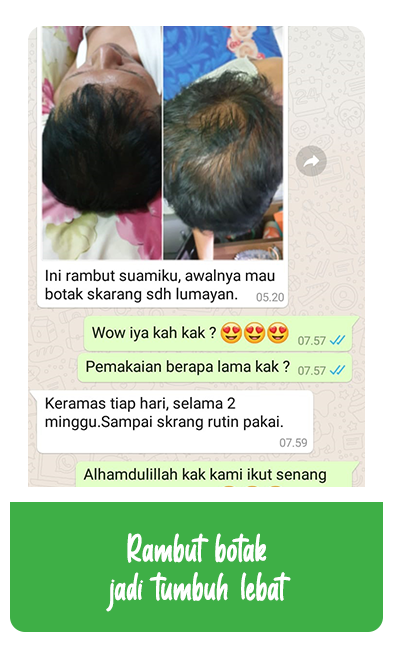 Ini rambut suamiku, awalnya mau
botak skarang sdh lumayan. 05.20
Wow iya kah kak ? 😍😍😍 07.57
Pemakaian berapa lama kak ? 07.57
Keramas tiap hari, selama 2
minggu.Sampai skrang rutin pakai.
07.59
Alhamdulillah kak kami ikut senang
Rambut botak
jadi tumbuh lebat